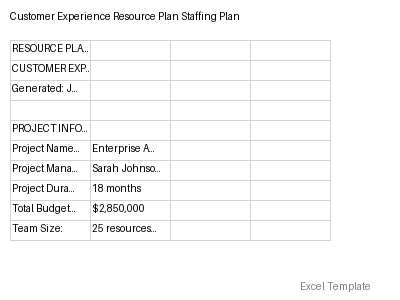 Customer Experience Resource Plan Staffing Plan
RESOURCE PLA..
CUSTOMER EXP..
Generated: J...
PROJECT INFO...
Project Name... Enterprise A...
Project Mana... Sarah Johnso...
Project Dura... 18 months
Total Budget... $2,850,000
Team Size: 25 resources...
Excel Template